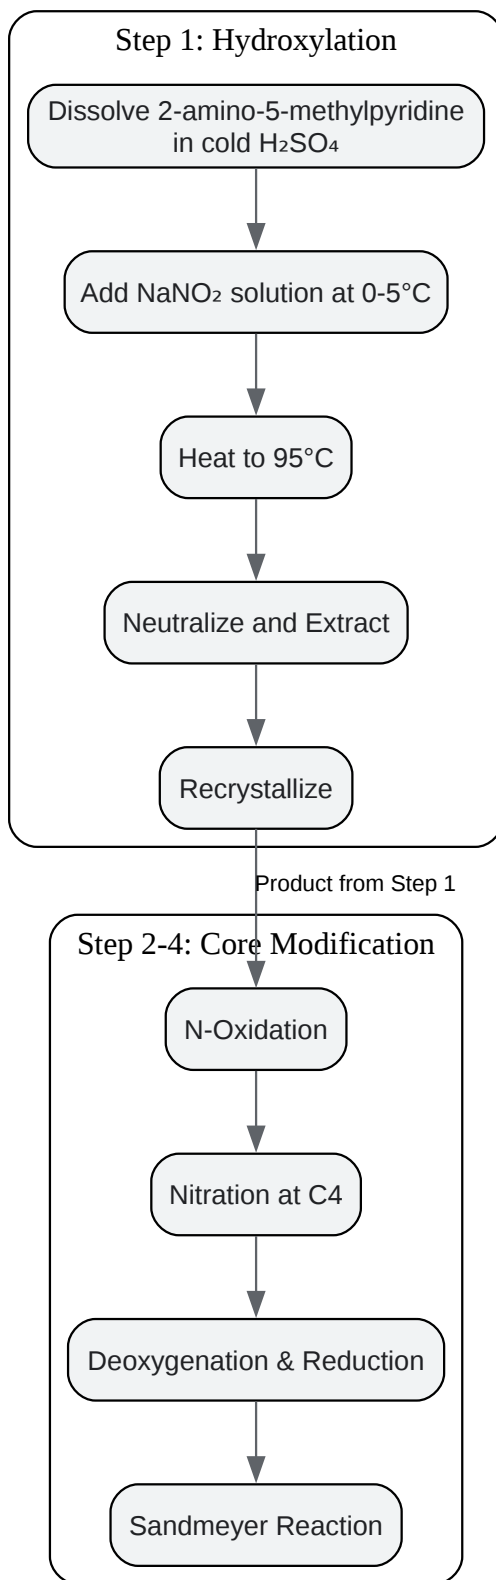 Step 1: Hydroxylation
Dissolve 2-amino-5-methylpyridine
in cold H₂SO₄
Add NaNO₂ solution at 0-5°C
Heat to 95°C
Neutralize and Extract
Recrystallize
Product from Step 1
Step 2-4: Core Modification
N-Oxidation
Nitration at C4
Deoxygenation & Reduction
Sandmeyer Reaction